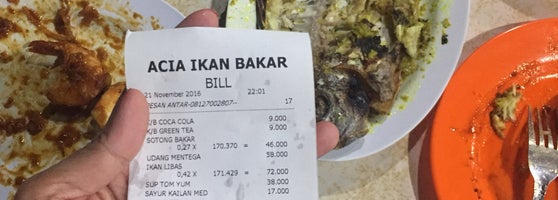 ACIA IKAN BAKAR
BILL
21 November 2016 22:01
PESAN ANTAR-08127002807-- 17
K/B COCA COLA 9.000
K/B GREEN TEA 9.000
SOTONG BAKAR
0,27 X 170.370 = 46.000
UDANG MENTEGA 58.000
IKAN LIBAS
0,42 X 171.429 = 72.000
SUP TOM YUM 38.000
SAYUR KAILAN MED 17.000